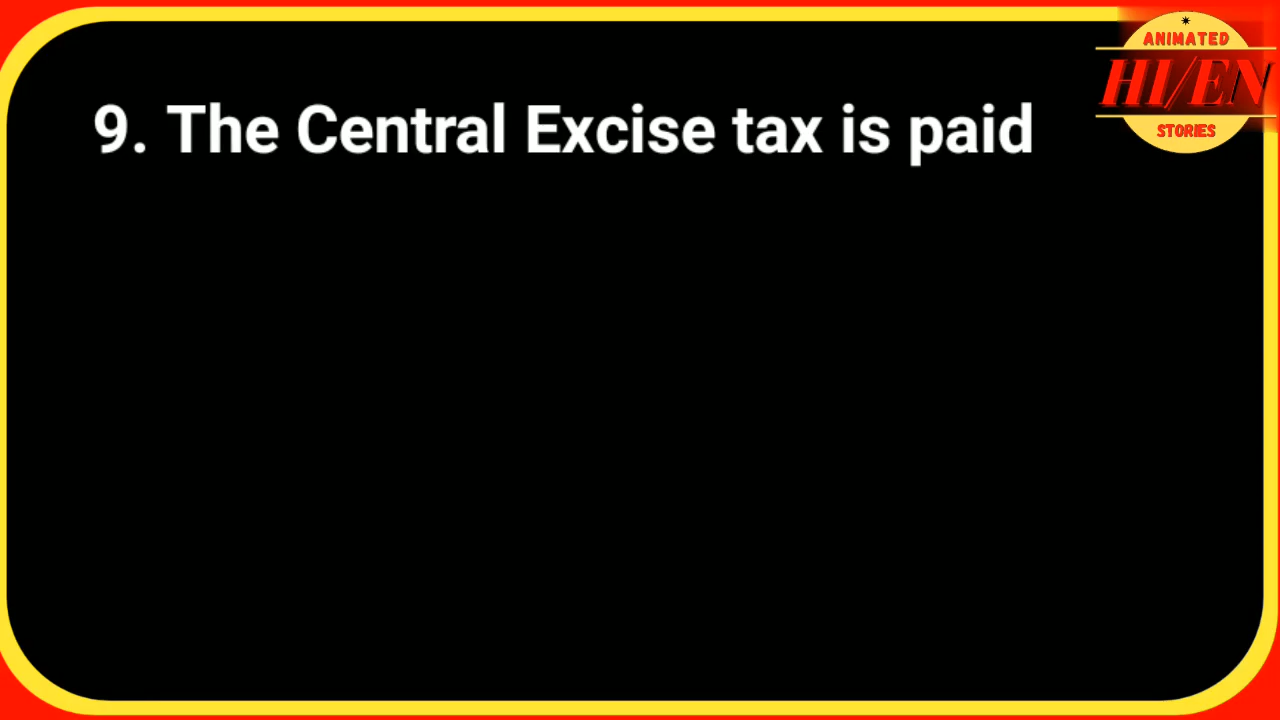 9. The Central Excise tax is paid
ANIMATED
HI/EN
STORIES